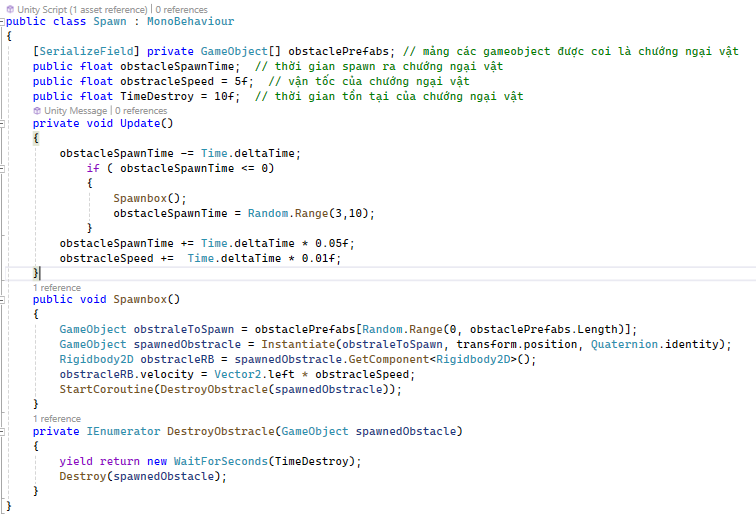 Unity Script (1 asset reference) | 0 references
public class Spawn : MonoBehaviour
{
[SerializeField] private GameObject[] obstaclePrefabs; // mảng các gameobject được coi là chướng ngại vật
public float obstacleSpawnTime;  // thời gian spawn ra chướng ngại vật
public float obstracleSpeed = 5f;  // vận tốc của chướng ngại vật
public float TimeDestroy = 10f;  // thời gian tồn tại của chướng ngại vật
Unity Message | 0 references
private void Update()
{
obstacleSpawnTime -= Time.deltaTime;
if ( obstacleSpawnTime <= 0)
{
Spawnbox();
obstacleSpawnTime = Random.Range(3,10);
}
obstacleSpawnTime += Time.deltaTime * 0.05f;
obstracleSpeed +=  Time.deltaTime * 0.01f;
}
1 reference
public void Spawnbox()
{
GameObject obstraleToSpawn = obstaclePrefabs[Random.Range(0, obstaclePrefabs.Length)];
GameObject spawnedObstracle = Instantiate(obstraleToSpawn, transform.position, Quaternion.identity);
Rigidbody2D obstracleRB = spawnedObstracle.GetComponent<Rigidbody2D>();
obstracleRB.velocity = Vector2.left * obstracleSpeed;
StartCoroutine(DestroyObstracle(spawnedObstracle));
}
1 reference
private IEnumerator DestroyObstracle(GameObject spawnedObstacle)
{
yield return new WaitForSeconds(TimeDestroy);
Destroy(spawnedObstacle);
}
}